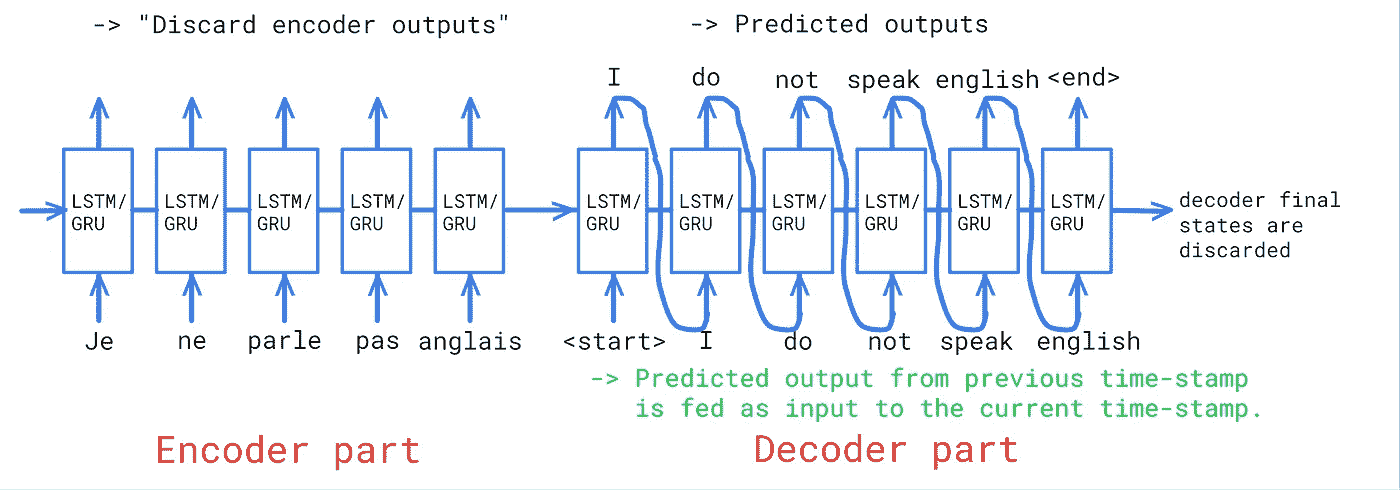 -> "Discard encoder outputs"
-> Predicted outputs
I do not speak english <end>
LSTM/ LSTM/ LSTM/ LSTM/ LSTM/ LSTM/ LSTM/ LSTM/ LSTM/ LSTM/ LSTM/
GRU GRU GRU GRU GRU GRU GRU GRU GRU GRU GRU
decoder final
states are
discarded
Je ne parle pas anglais <start> I do not speak english
-> Predicted output from previous time-stamp
is fed as input to the current time-stamp.
Encoder part
Decoder part